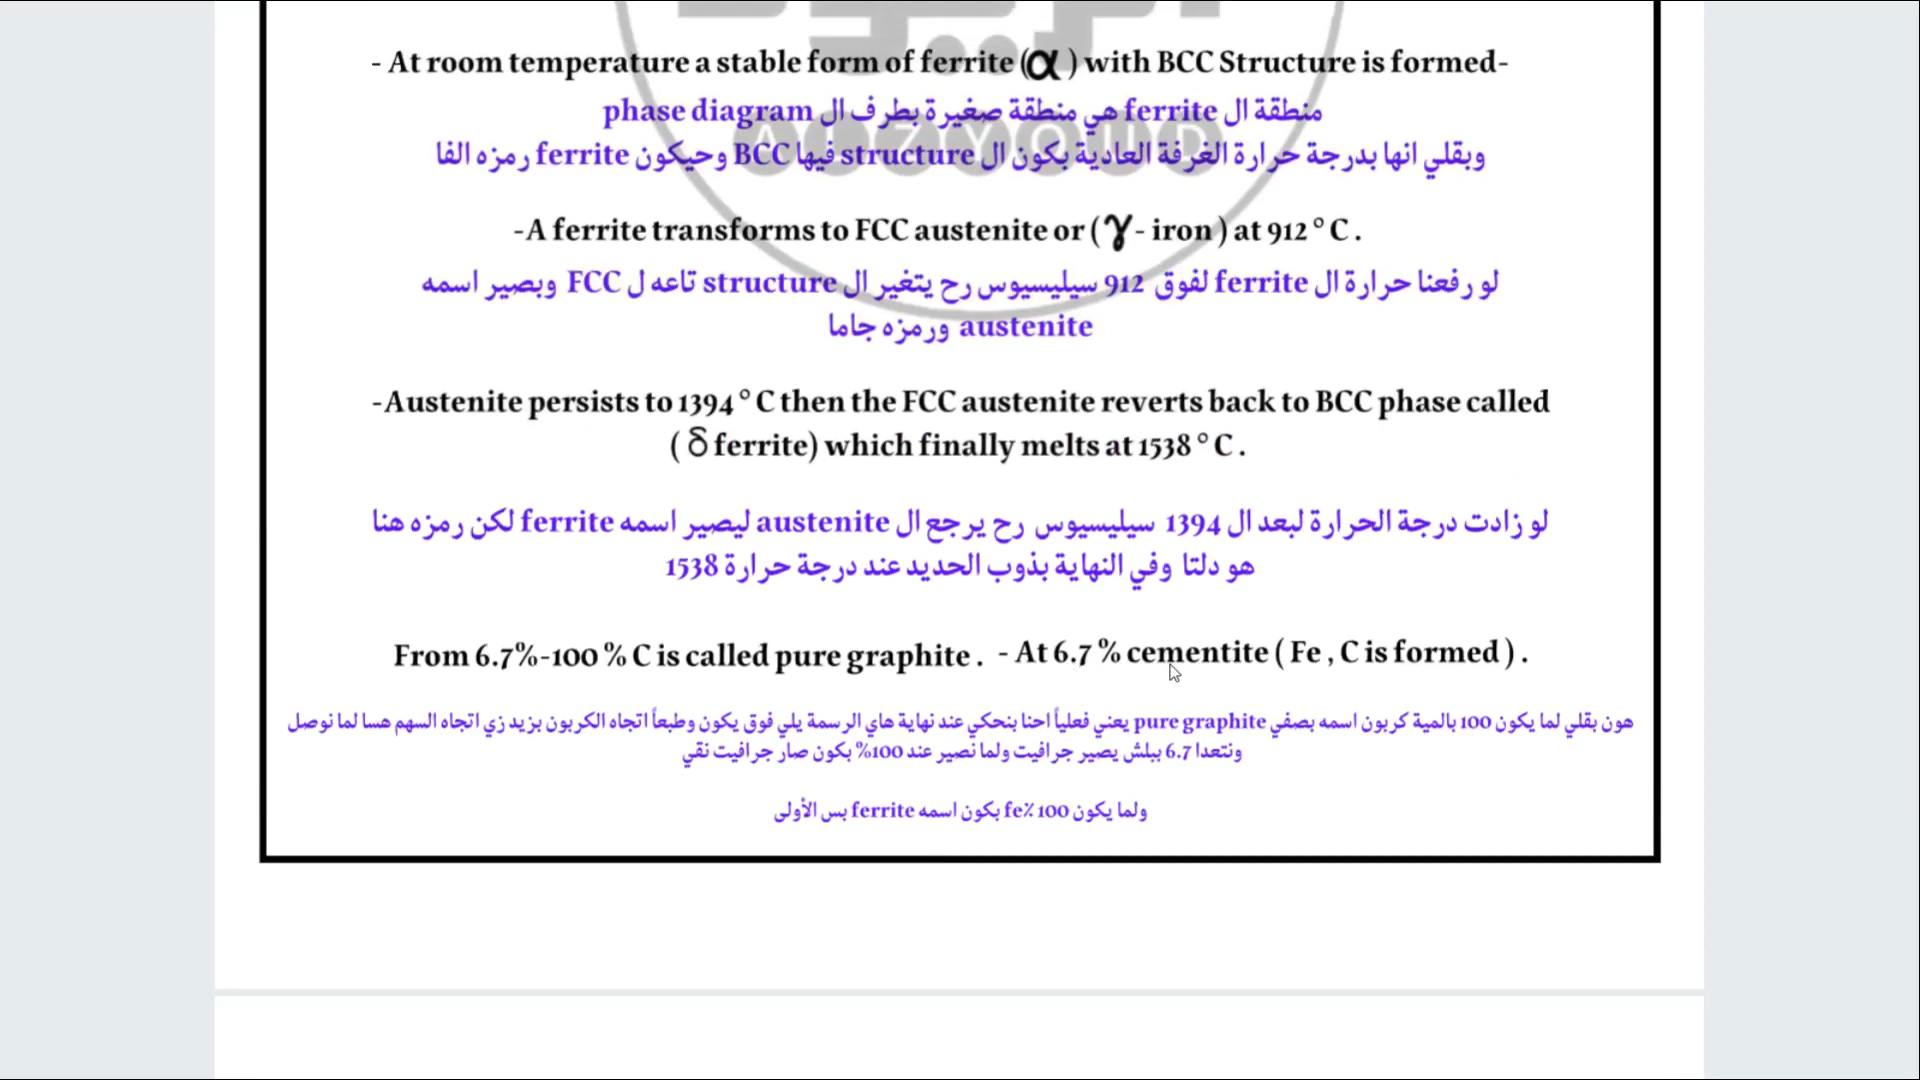 - At room temperature a stable form of ferrite (α) with BCC Structure is formed-
منطقة ال ferrite هي منطقة صغيرة بطرف ال phase diagram
وبقلي انها بدرجة حرارة الغرفة العادية بكون ال structure فيها BCC وحيكون ferrite رمزه الفا
ALZYOUD
-A ferrite transforms to FCC austenite or (γ- iron) at 912° C .
لو رفعنا حرارة ال ferrite لفوق 912 سيليسيوس رح يتغير ال structure تاعه ل FCC وبصير اسمه
austenite ورمزه جاما
-Austenite persists to 1394° C then the FCC austenite reverts back to BCC phase called
( δ ferrite) which finally melts at 1538° C .
لو زادت درجة الحرارة لبعد ال 1394 سيليسيوس رح يرجع ال austenite ليصير اسمه ferrite لكن رمزه هنا
هو دلتا وفي النهاية بذوب الحديد عند درجة حرارة 1538
From 6.7%-100 % C is called pure graphite . - At 6.7 % cementite ( Fe , C is formed ) .
هون بقلي لما يكون 100 بالمية كربون اسمه بصفي pure graphite يعني فعلياً احنا بنحكي عند نهاية هاي الرسمة يلي فوق يكون وطبعاً اتجاه الكربون بزيد زي اتجاه السهم هسا لما نوصل
ونتعدا 6.7 ببلش يصير جرافيت ولما نصير عند 100% بكون صار جرافيت نقي
ولما يكون 100٪ fe بكون اسمه ferrite بس الأولى